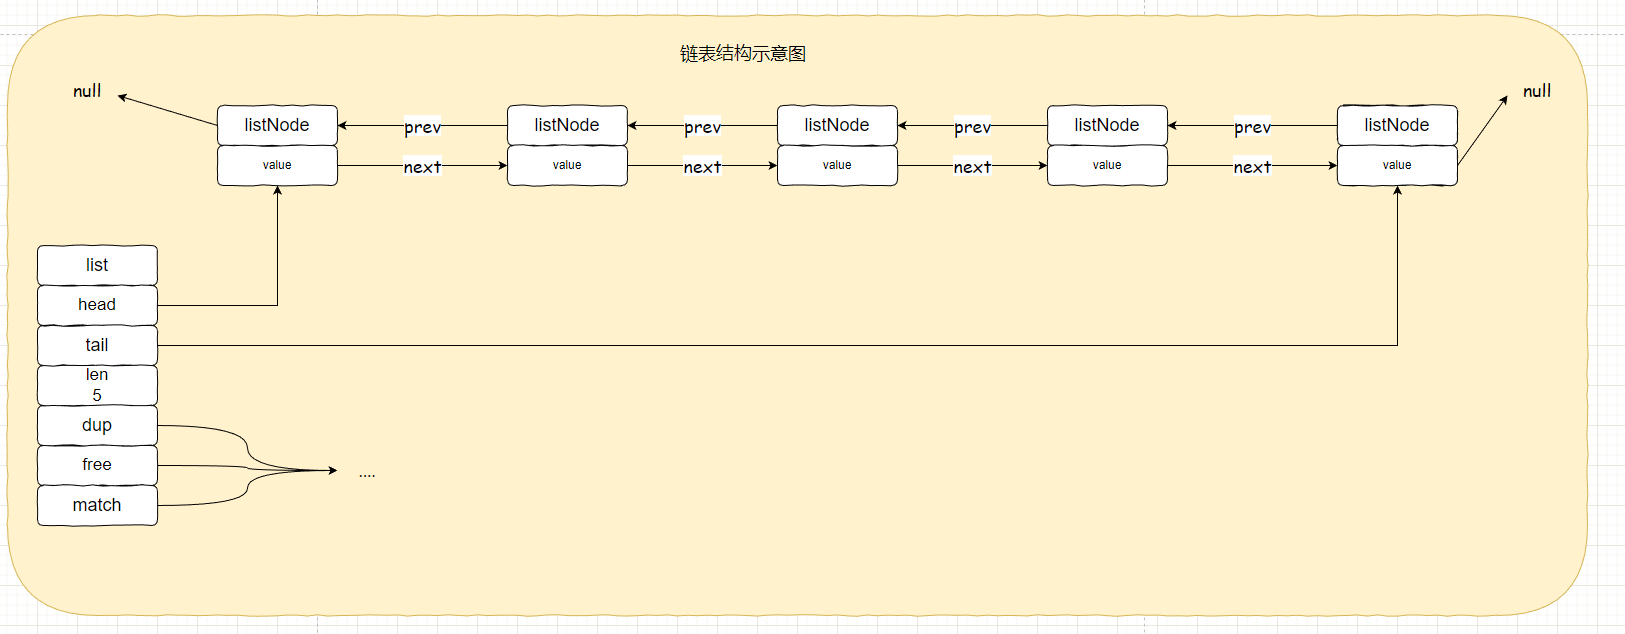 链表结构示意图
null
null
listNode
prev
listNode
prev
listNode
prev
listNode
prev
listNode
value
next
value
next
value
next
value
next
value
list
head
tail
len
5
dup
free
match
....